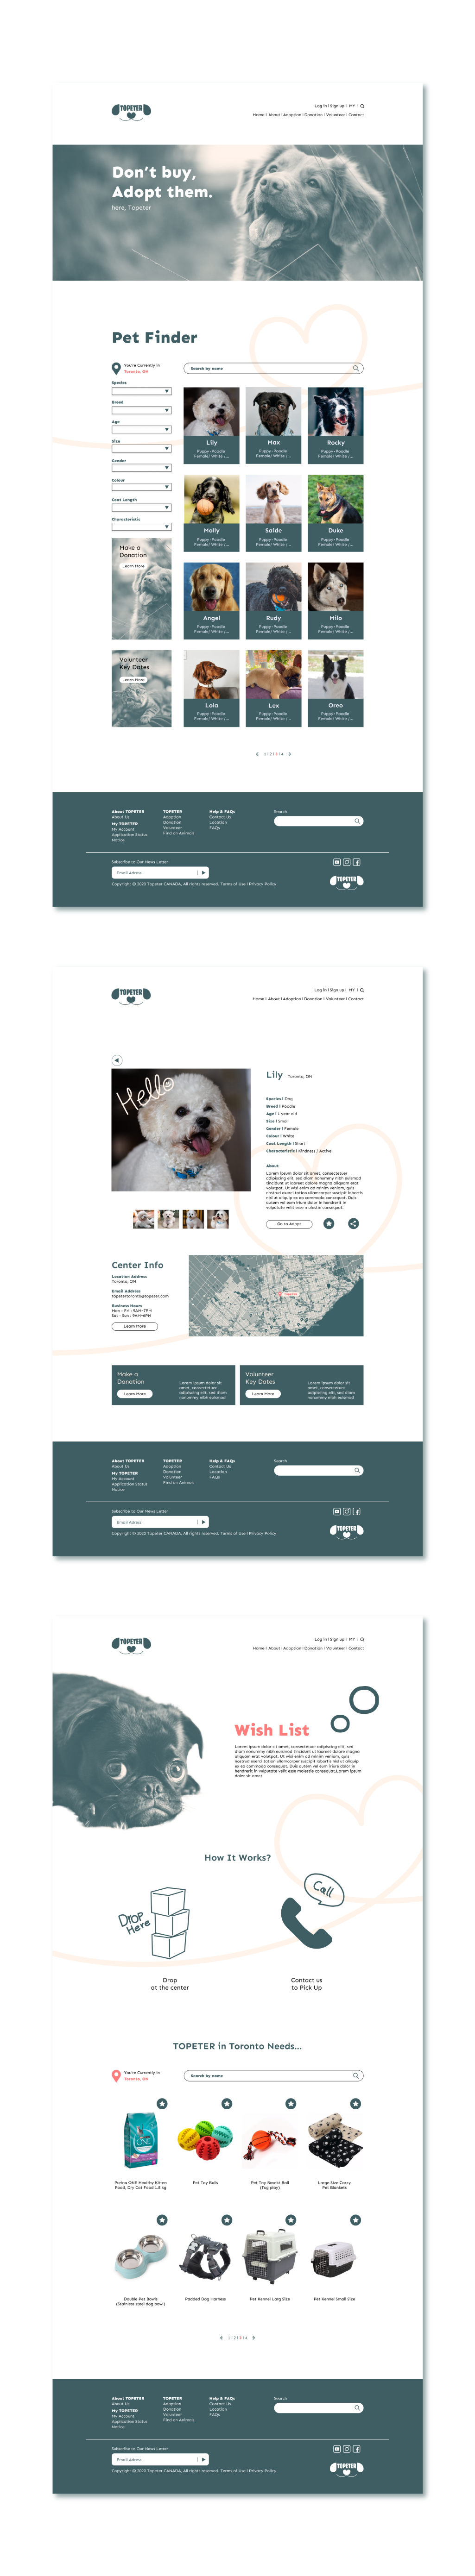 TOPETER
Log In | Sign up | MY |
Home | About | Adoption | Donation | Volunteer | Contact
Don't buy,
Adopt them.
here, Topeter
Pet Finder
You're Currently in
Toronto, ON
Search by name
Species
Breed
Age
Size
Gender
Colour
Coat Length
Characteristic
Make a
Donation
Learn More
Volunteer
Key Dates
Learn More
Lily
Puppy-Poodle
Female/ White /...
Max
Puppy-Poodle
Female/ White /...
Rocky
Puppy-Poodle
Female/ White /...
Molly
Puppy-Poodle
Female/ White /...
Saide
Puppy-Poodle
Female/ White /...
Duke
Puppy-Poodle
Female/ White /...
Angel
Puppy-Poodle
Female/ White /...
Rudy
Puppy-Poodle
Female/ White /...
Milo
Puppy-Poodle
Female/ White /...
Lola
Puppy-Poodle
Female/ White /...
Lex
Puppy-Poodle
Female/ White /...
Oreo
Puppy-Poodle
Female/ White /...
1 | 2 | 3 | 4
About TOPETER
About Us
My TOPETER
My Account
Application Status
Notice
TOPETER
Adoption
Donation
Volunteer
Find an Animals
Help & FAQs
Contact Us
Location
FAQs
Search
Subscribe to Our News Letter
Email Adress
Copyright © 2020 Topeter CANADA, All rights reserved. Terms of Use | Privacy Policy
TOPETER
TOPETER
Log In | Sign up | MY |
Home | About | Adoption | Donation | Volunteer | Contact
Hello
Lily Toronto, ON
Species | Dog
Breed | Poodle
Age | 1 year old
Size | Small
Gender | Female
Colour | White
Coat Length | Short
Characteristic | Kindness / Active
About
Lorem ipsum dolor sit amet, consectetuer
adipiscing elit, sed diam nonummy nibh euismod
tincidunt ut laoreet dolore magna aliquam erat
volutpat. Ut wisi enim ad minim veniam, quis
nostrud exerci tation ullamcorper suscipit lobortis
nisl ut aliquip ex ea commodo consequat. Duis
autem vel eum iriure dolor in hendrerit in
vulputate velit esse molestie consequat.
Go to Adopt
Center Info
Location Address
Toronto, ON
Email Address
topetertoronto@topeter.com
Business Hours
Mon - Fri : 9AM-7PM
Sat - Sun : 9AM-6PM
Learn More
Make a
Donation
Learn More
Lorem ipsum dolor sit
amet, consectetuer
adipiscing elit, sed diam
nonummy nibh euismod
Volunteer
Key Dates
Learn More
Lorem ipsum dolor sit
amet, consectetuer
adipiscing elit, sed diam
nonummy nibh euismod
About TOPETER
About Us
My TOPETER
My Account
Application Status
Notice
TOPETER
Adoption
Donation
Volunteer
Find an Animals
Help & FAQs
Contact Us
Location
FAQs
Search
Subscribe to Our News Letter
Email Adress
Copyright © 2020 Topeter CANADA, All rights reserved. Terms of Use | Privacy Policy
TOPETER
TOPETER
Log In | Sign up | MY |
Home | About | Adoption | Donation | Volunteer | Contact
Wish List
Lorem ipsum dolor sit amet, consectetuer adipiscing elit, sed
diam nonummy nibh euismod tincidunt ut laoreet dolore magna
aliquam erat volutpat. Ut wisi enim ad minim veniam, quis
nostrud exerci tation ullamcorper suscipit lobortis nisl ut aliquip
ex ea commodo consequat. Duis autem vel eum iriure dolor in
hendrerit in vulputate velit esse molestie consequat,Lorem ipsum
dolor sit amet.
How It Works?
DROP
Here
Call
Drop
at the center
Contact us
to Pick Up
TOPETER in Toronto Needs...
You're Currently in
Toronto, ON
Search by name
Purina ONE Healthy Kitten
Food, Dry Cat Food 1.8 kg
Pet Toy Balls
Pet Toy Basekt Ball
(Tug play)
Large Size Corzy
Pet Blankets
Double Pet Bowls
(Stainless steel dog bowl)
Padded Dog Harness
Pet Kennel Larg Size
Pet Kennel Small Size
1 | 2 | 3 | 4
About TOPETER
About Us
My TOPETER
My Account
Application Status
Notice
TOPETER
Adoption
Donation
Volunteer
Find an Animals
Help & FAQs
Contact Us
Location
FAQs
Search
Subscribe to Our News Letter
Email Adress
Copyright © 2020 Topeter CANADA, All rights reserved. Terms of Use | Privacy Policy
TOPETER